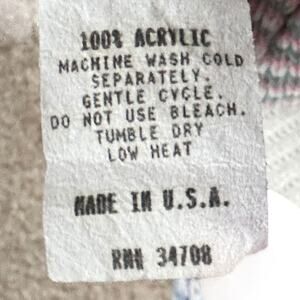 100% ACRYLIC
MACHINE WASH COLD
SEPARATELY.
GENTLE CYCLE.
DO NOT USE BLEACH.
TUMBLE DRY
LOW HEAT
MADE IN U.S.A.
RNN 34708